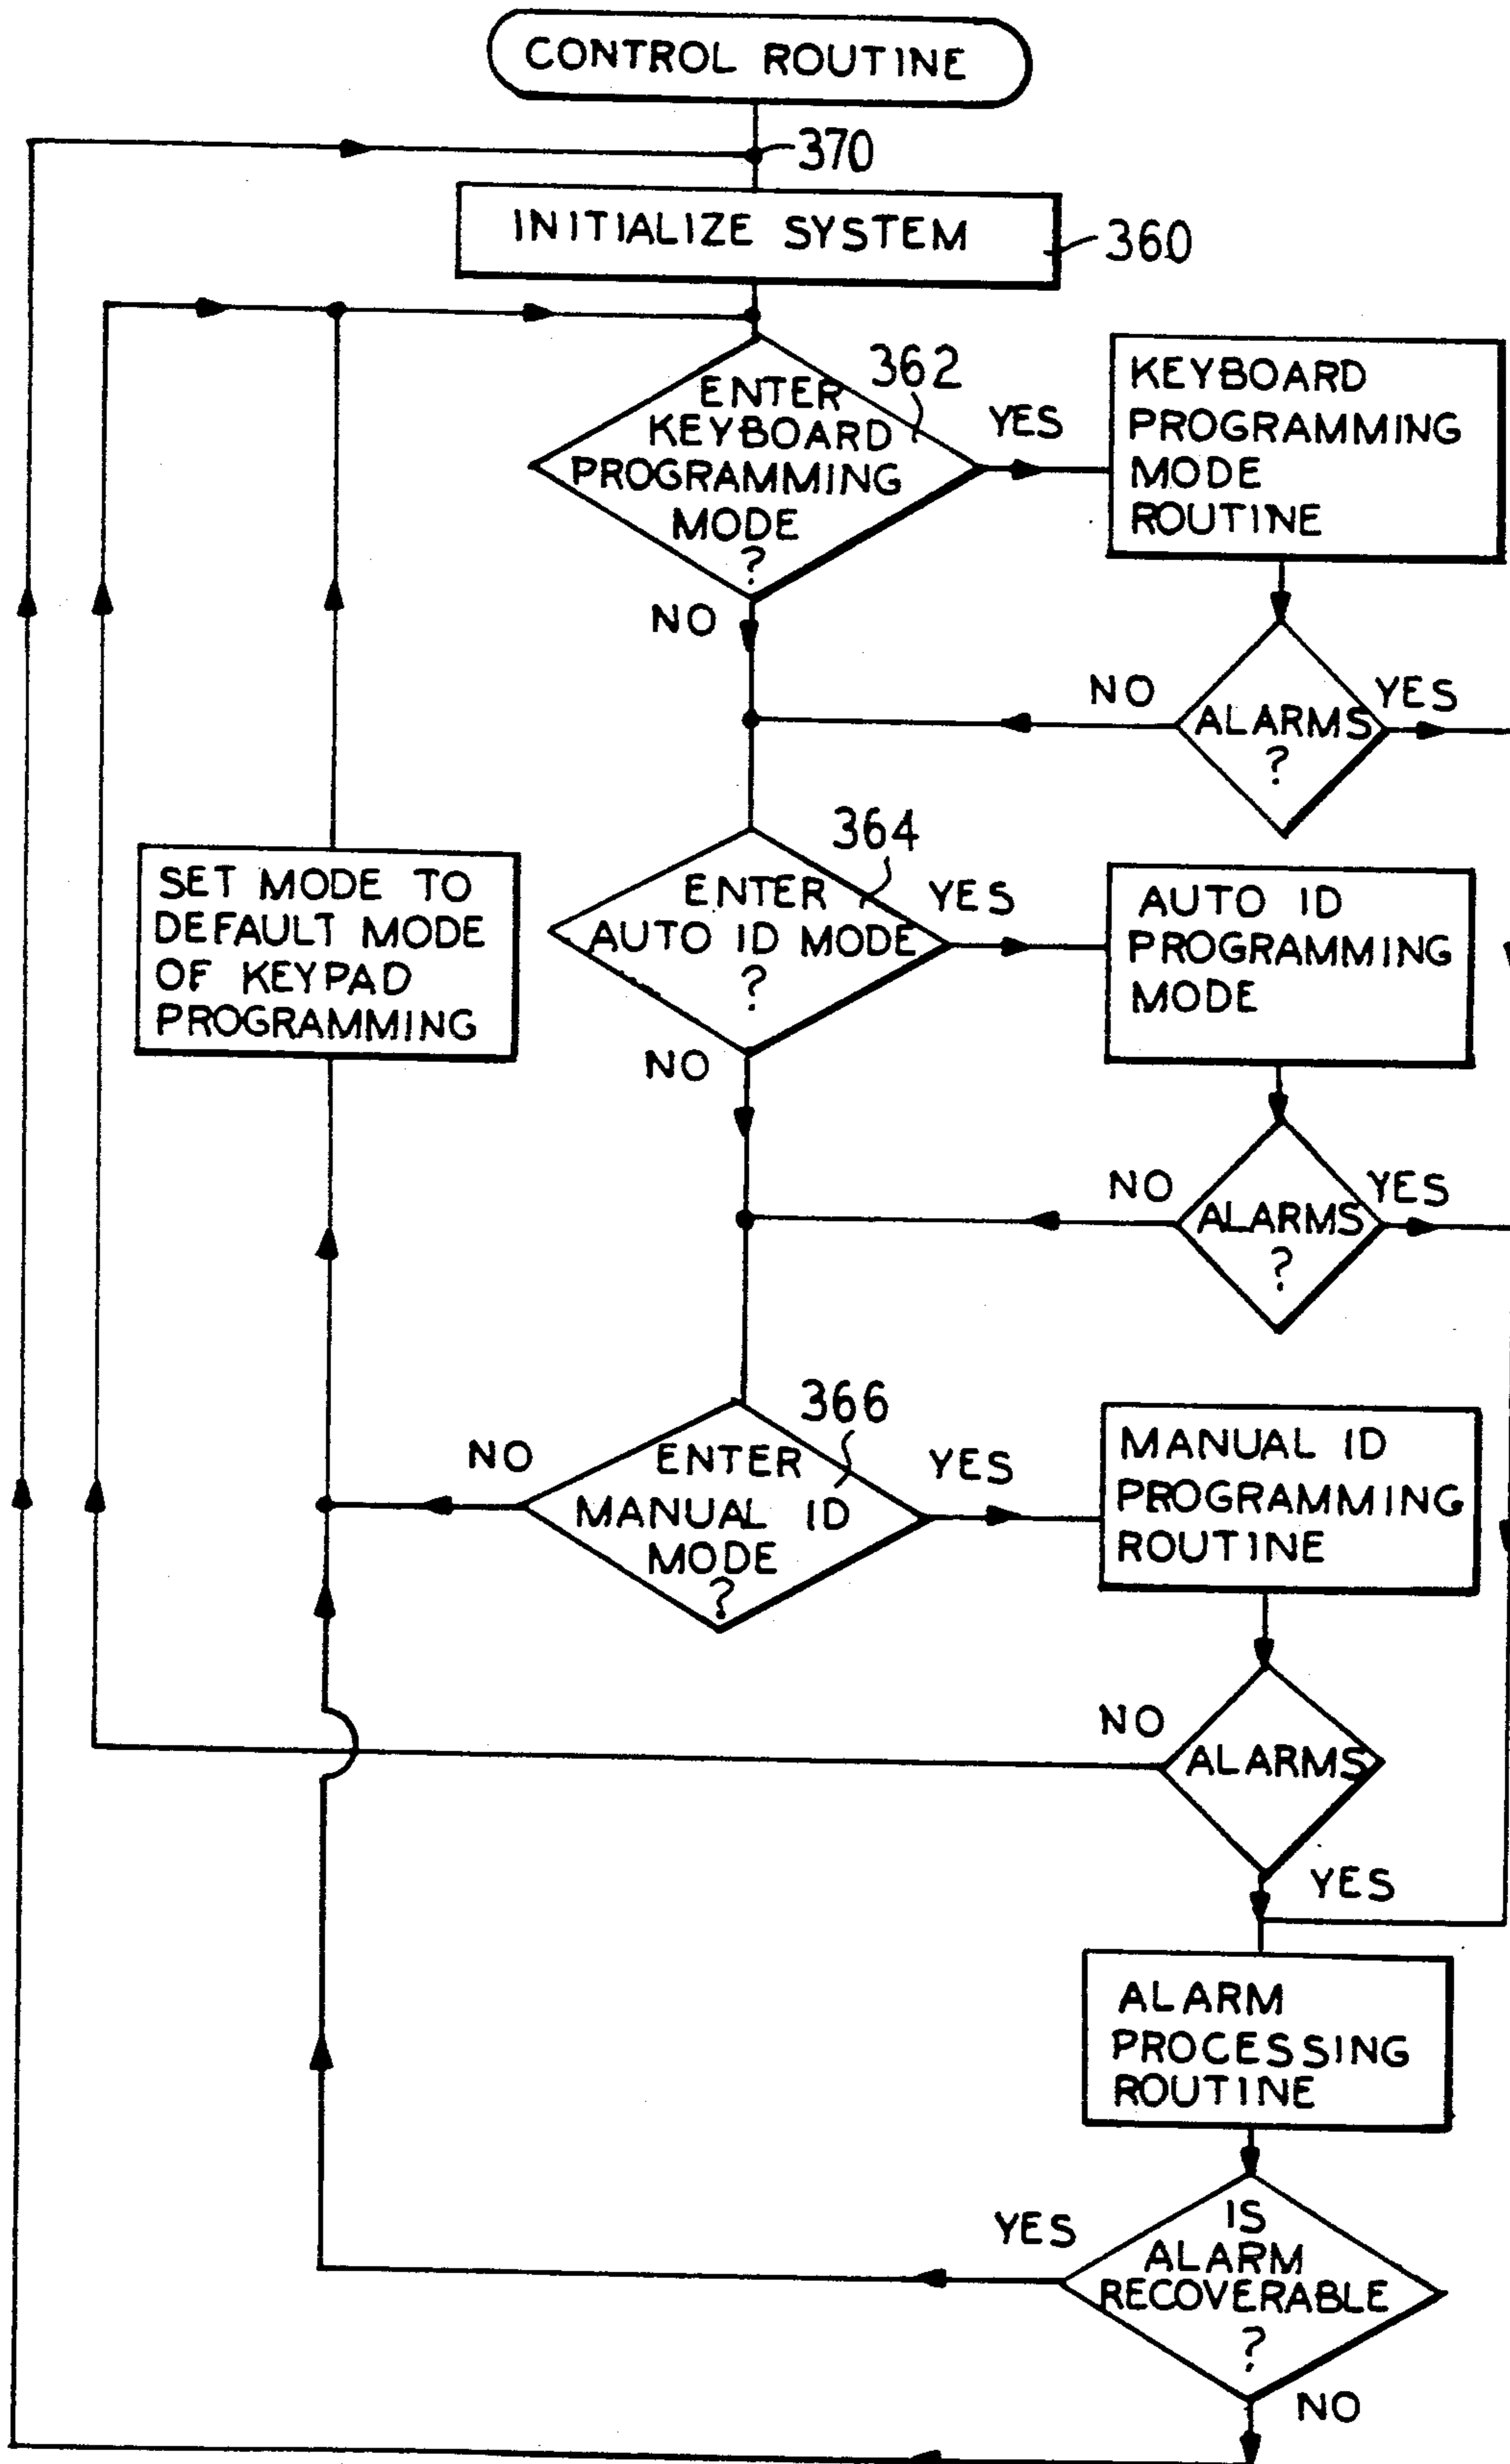 CONTROL ROUTINE
370
INITIALIZE SYSTEM
360
ENTER
KEYBOARD
PROGRAMMING
MODE
?
362
YES
KEYBOARD
PROGRAMMING
MODE
ROUTINE
NO
NO
ALARMS
?
YES
SET MODE TO
DEFAULT MODE
OF KEYPAD
PROGRAMMING
364
ENTER
AUTO ID MODE
?
YES
AUTO ID
PROGRAMMING
MODE
NO
NO
ALARMS
?
YES
366
NO
ENTER
MANUAL ID
MODE
?
YES
MANUAL ID
PROGRAMMING
ROUTINE
NO
ALARMS
YES
ALARM
PROCESSING
ROUTINE
YES
IS
ALARM
RECOVERABLE
?
NO